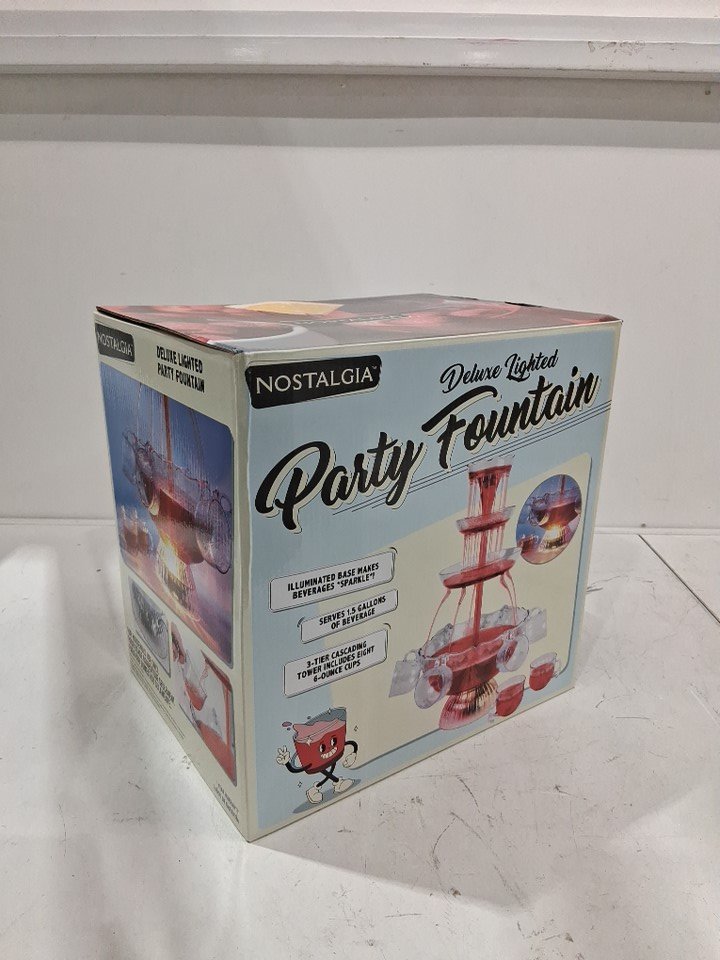 NOSTALGIA™
Deluxe Lighted
Party Fountain
ILLUMINATED BASE MAKES
BEVERAGES "SPARKLE"!
SERVES 1.5 GALLONS
OF BEVERAGE
3-TIER CASCADING
TOWER INCLUDES EIGHT
6-OUNCE CUPS
NOSTALGIA
DELUXE LIGHTED
PARTY FOUNTAIN